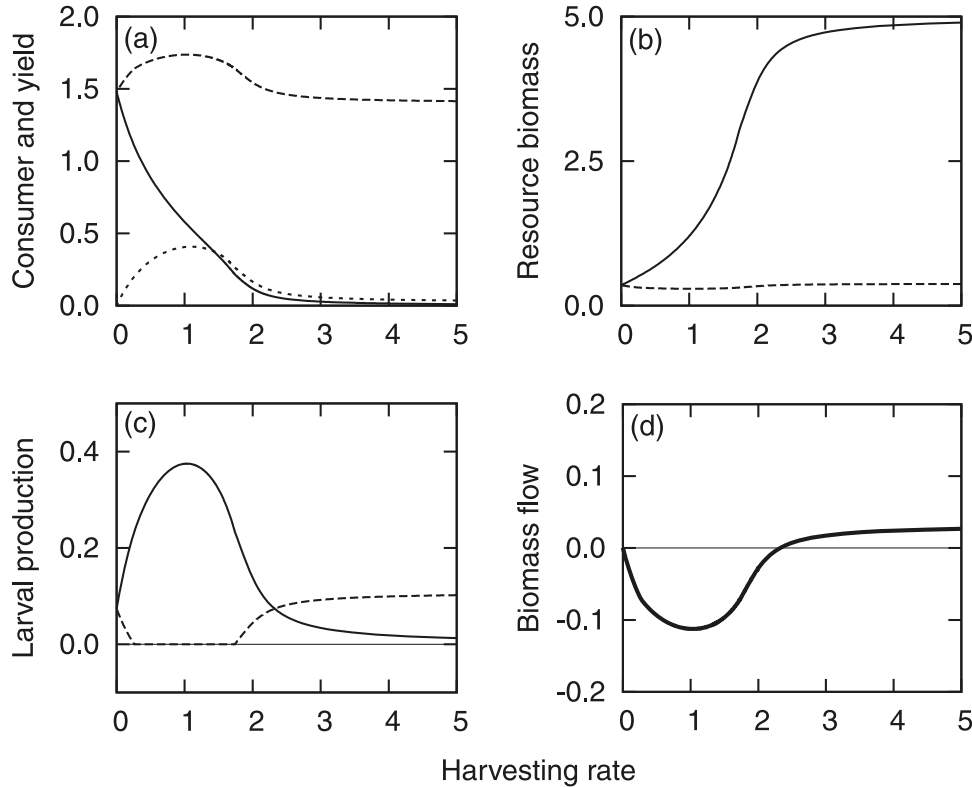 (a)
Consumer and yield
2.0
1.5
1.0
0.5
0.0
0 1 2 3 4 5
(b)
Resource biomass
5.0
2.5
0.0
0 1 2 3 4 5
(c)
Larval production
0.4
0.2
0.0
0 1 2 3 4 5
(d)
Biomass flow
0.2
0.1
0.0
-0.1
-0.2
0 1 2 3 4 5
Harvesting rate